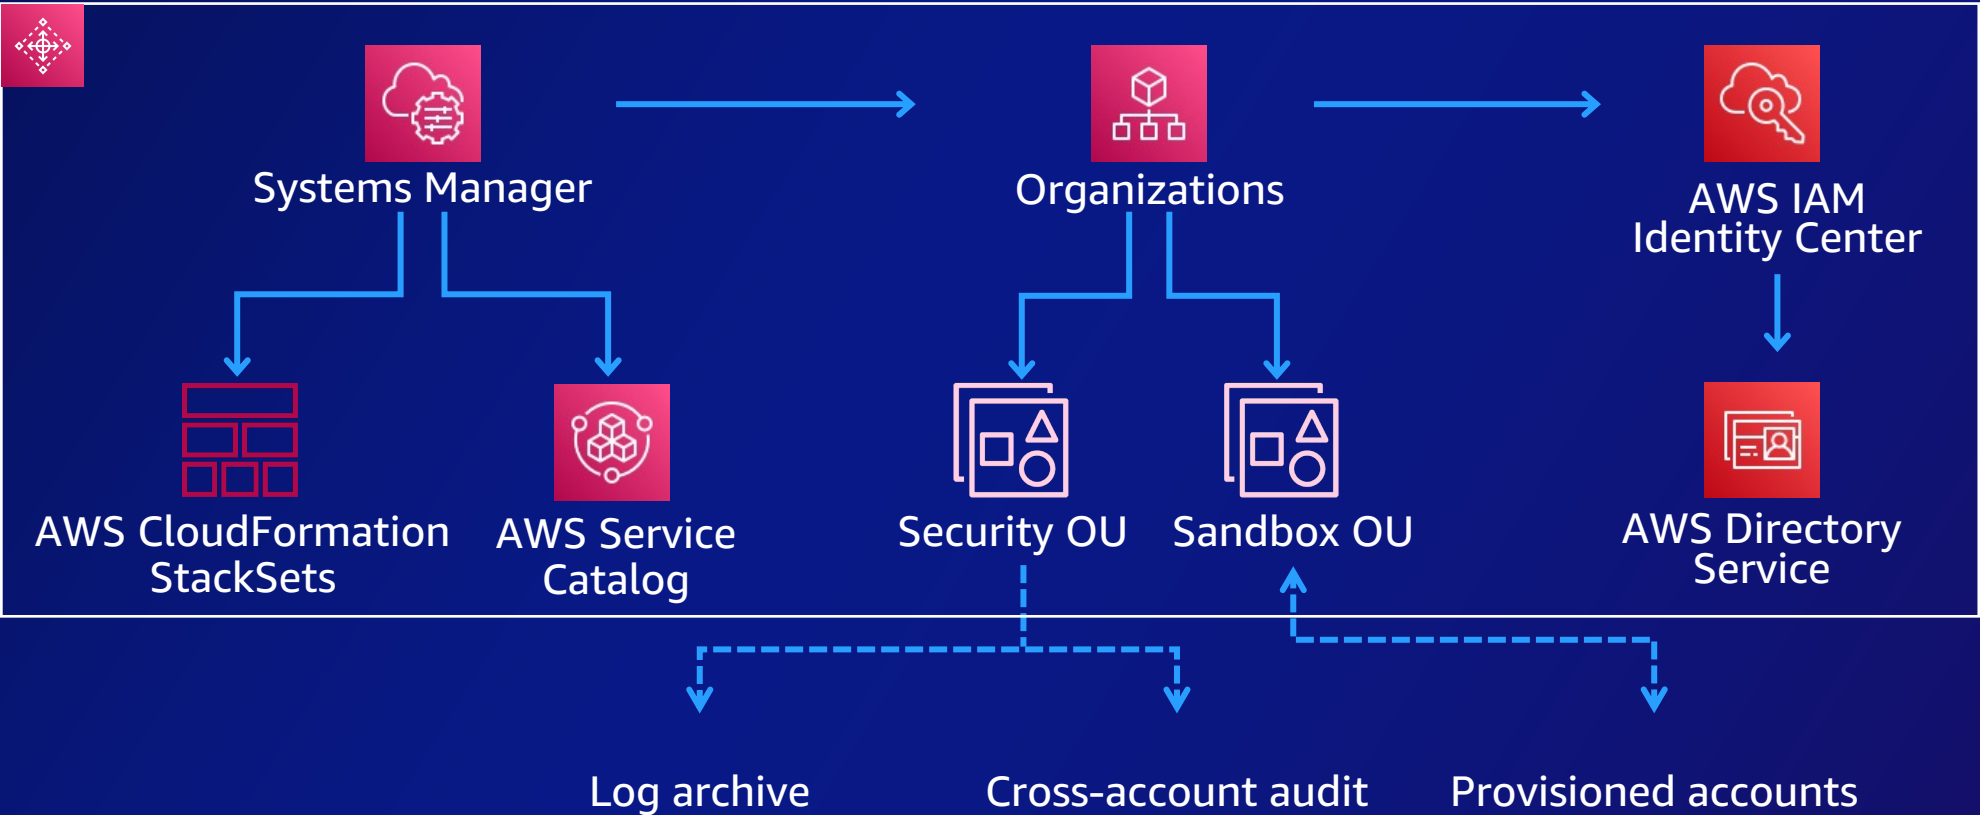 Systems Manager
Organizations
AWS IAM
Identity Center
AWS CloudFormation
StackSets
AWS Service
Catalog
Security OU
Sandbox OU
AWS Directory
Service
Log archive
Cross-account audit
Provisioned accounts